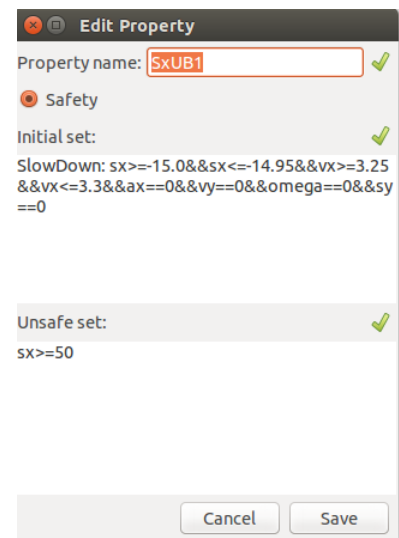 Edit Property
Property name: SxUB1
Safety
Initial set:
SlowDown: sx>=-15.0&&sx<=-14.95&&vx>=3.25
&&vx<=3.3&&ax==0&&vy==0&&omega==0&&sy
==0
Unsafe set:
sx>=50
Cancel Save